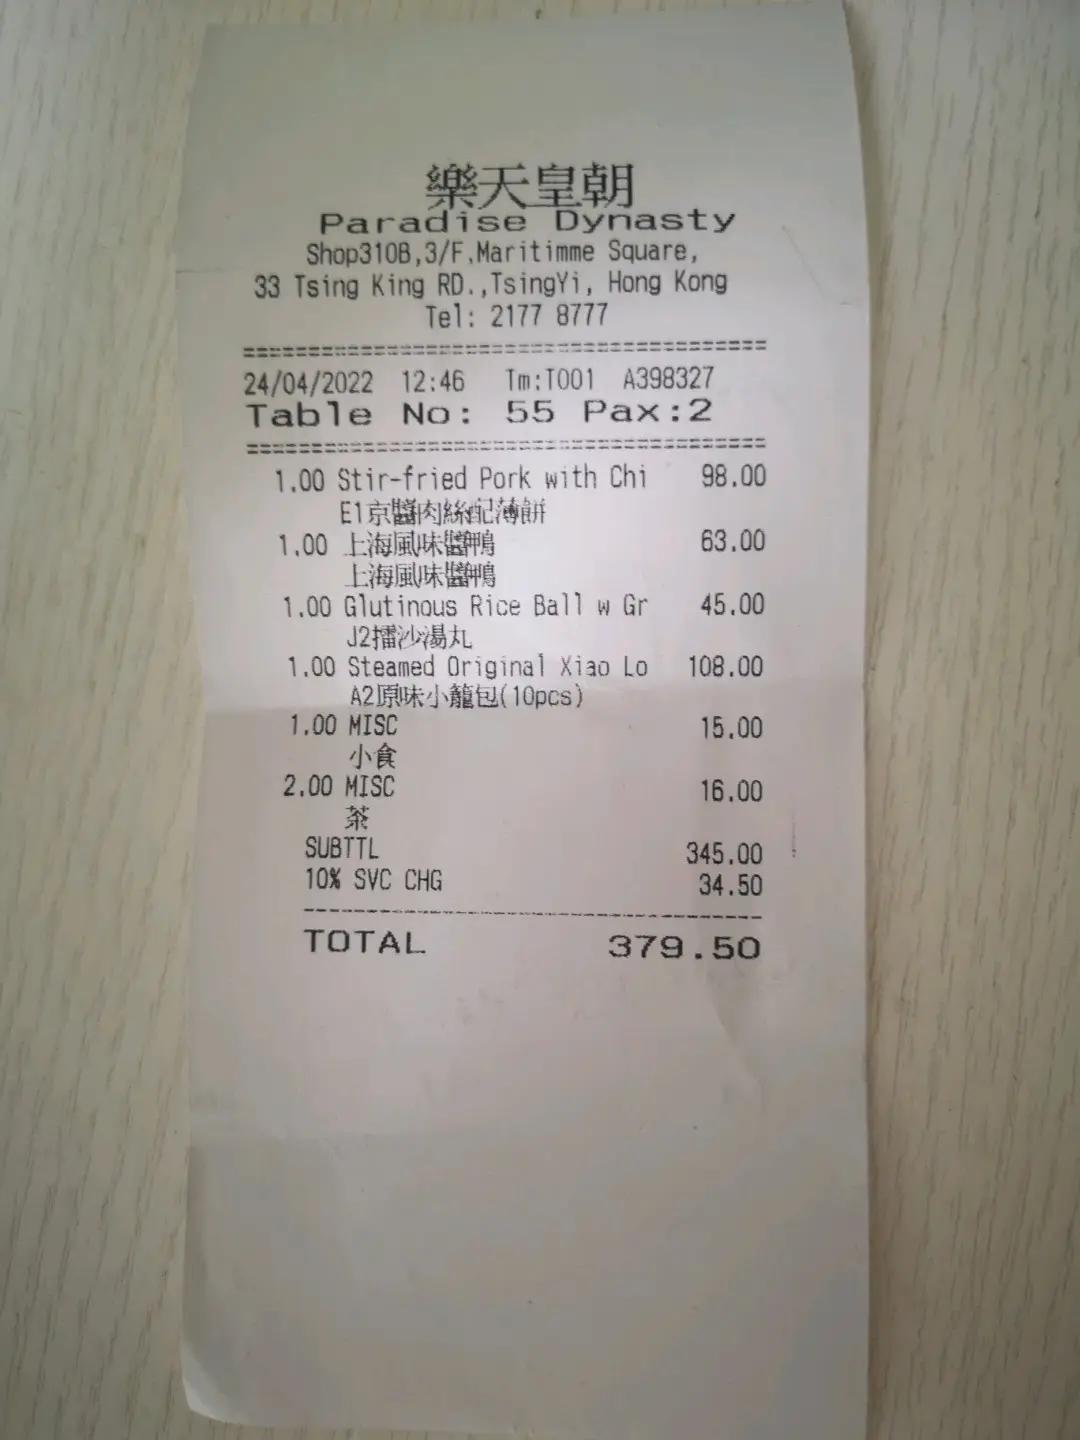 樂天皇朝
Paradise Dynasty
Shop310B,3/F,Maritimme Square,
33 Tsing King RD.,TsingYi, Hong Kong
Tel: 2177 8777
========================================
24/04/2022 12:46 Tm:T001 A398327
Table No: 55 Pax:2
========================================
1.00 Stir-fried Pork with Chi 98.00
E1京醬肉絲配薄餅
1.00 上海風味醬鴨 63.00
上海風味醬鴨
1.00 Glutinous Rice Ball w Gr 45.00
J2擂沙湯丸
1.00 Steamed Original Xiao Lo 108.00
A2原味小籠包(10pcs)
1.00 MISC 15.00
小食
2.00 MISC 16.00
茶
SUBTTL 345.00
10% SVC CHG 34.50
----------------------------------------
TOTAL 379.50